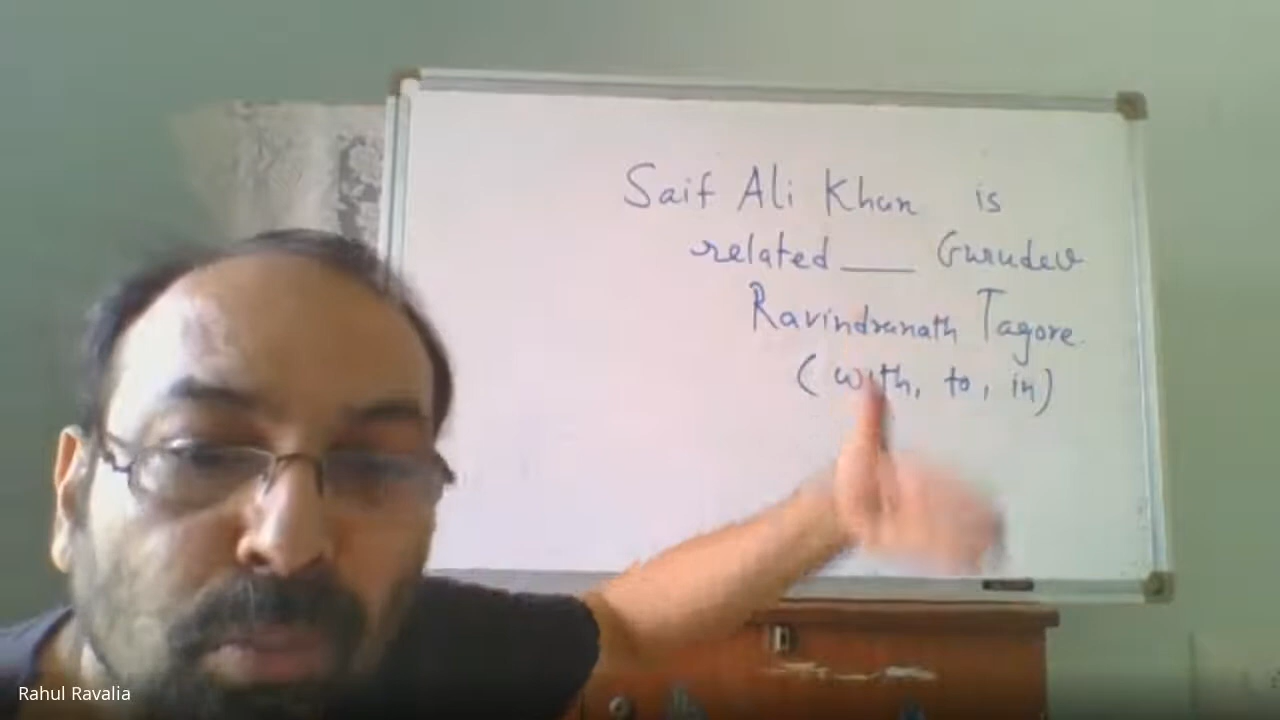 Saif Ali Khan is
related ___ Gurudev
Ravindranath Tagore.
(with, to, in)
Rahul Ravalia